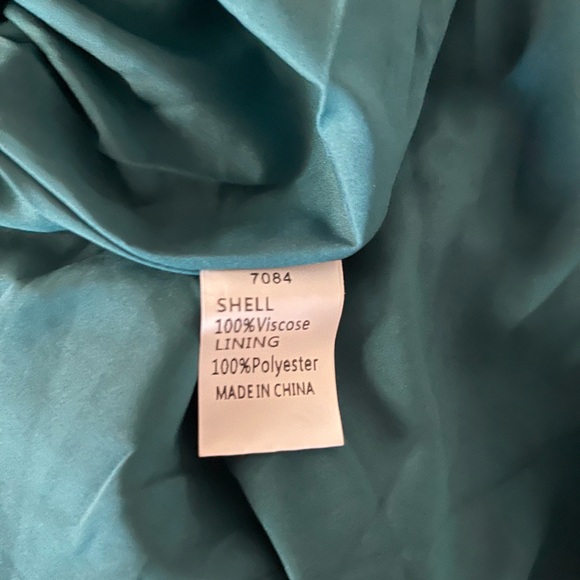 7084
SHELL
100%Viscose
LINING
100%Polyester
MADE IN CHINA